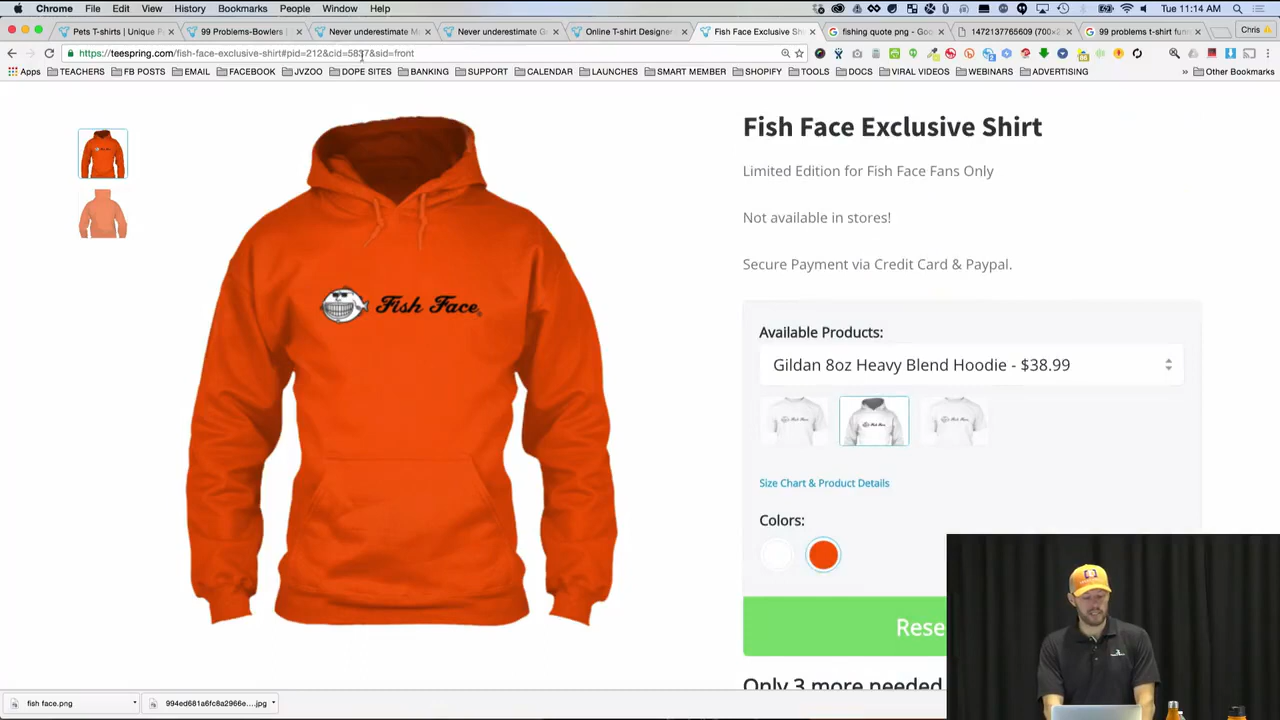 Chrome File Edit View History Bookmarks People Window Help
Tue 11:14 AM
Pets T-shirts | Unique F
99 Problems-Bowlers
Never underestimate M
Never underestimate G
Online T-shirt Designer
Fish Face Exclusive Sh
fishing quote png - Goo
1472137765609 (700×2
99 problems t-shirt funn
Chris
https://teespring.com/fish-face-exclusive-shirt#pid=212&cid=5837&sid=front
Apps TEACHERS FB POSTS EMAIL FACEBOOK JVZOO DOPE SITES BANKING SUPPORT CALENDAR LAUNCHES SMART MEMBER SHOPIFY TOOLS DOCS VIRAL VIDEOS WEBINARS ADVERTISING » Other Bookmarks
Fish Face Exclusive Shirt
Limited Edition for Fish Face Fans Only
Not available in stores!
Secure Payment via Credit Card & Paypal.
Fish Face
Available Products:
Gildan 8oz Heavy Blend Hoodie - $38.99
Size Chart & Product Details
Colors:
Rese
Only 3 more needed
fish face.png
994ed681a6fc8a2966e....jpg